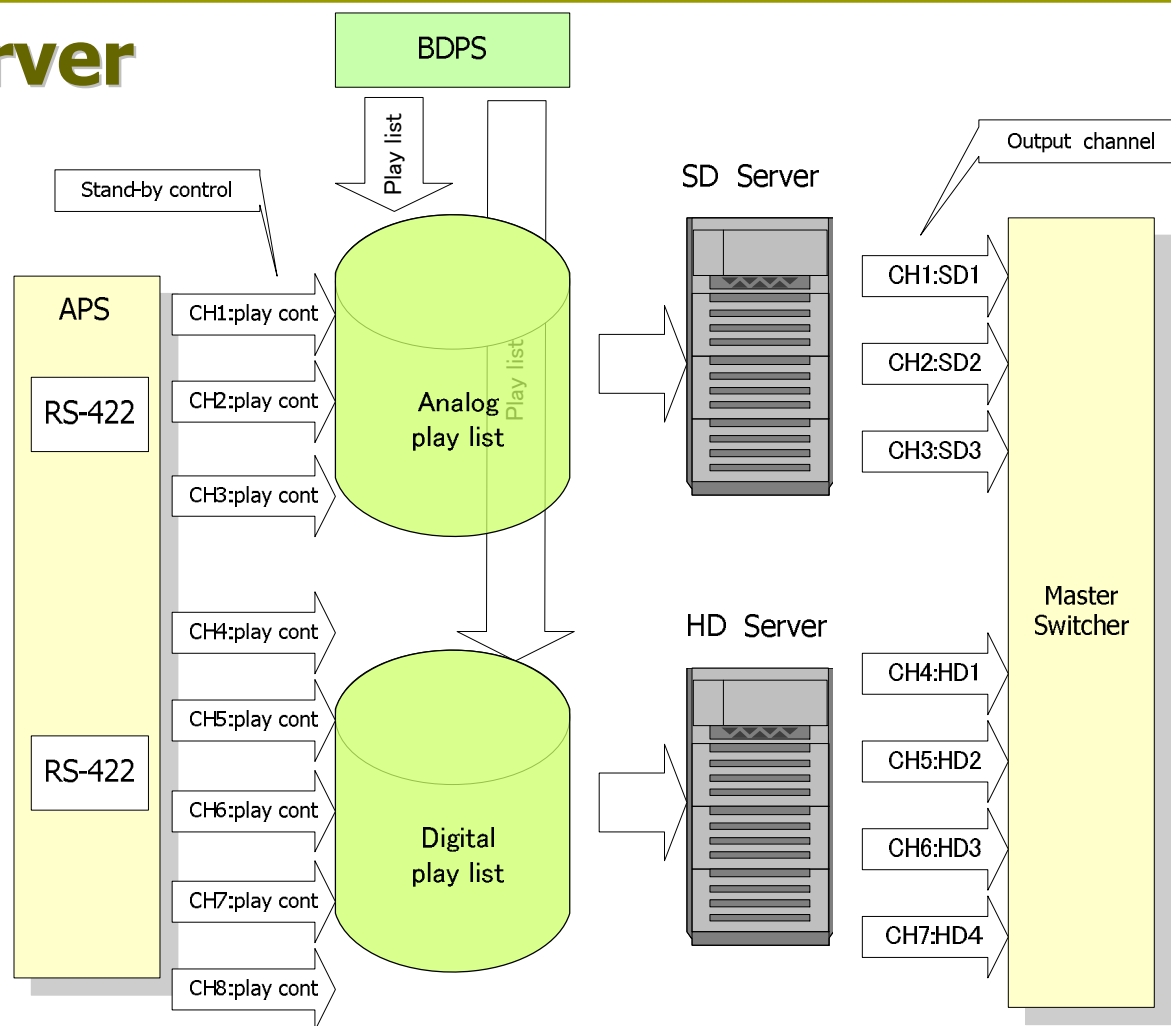 rver
BDPS
Play list
Play list
Stand-by control
Output channel
SD Server
APS
RS-422
RS-422
CH1:play cont
CH2:play cont
CH3:play cont
CH4:play cont
CH5:play cont
CH6:play cont
CH7:play cont
CH8:play cont
Analog
play list
Digital
play list
HD Server
CH1:SD1
CH2:SD2
CH3:SD3
CH4:HD1
CH5:HD2
CH6:HD3
CH7:HD4
Master
Switcher